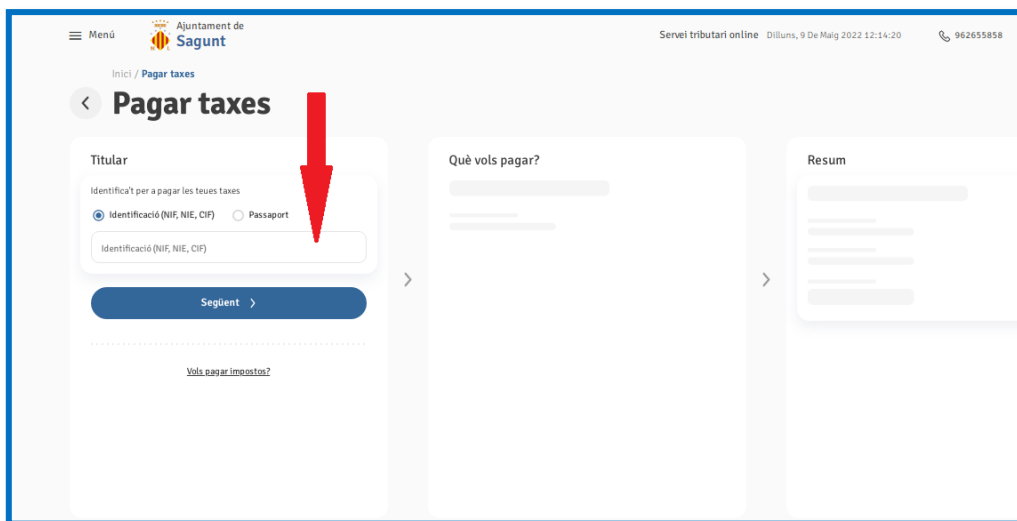 Menú
Ajuntament de
Sagunt
Servei tributari online Dilluns, 9 De Maig 2022 12:14:20
962655858
Inici / Pagar taxes
Pagar taxes
Titular
Identifica't per a pagar les teues taxes
Identificació (NIF, NIE, CIF) Passaport
Identificació (NIF, NIE, CIF)
Següent
Vols pagar impostos?
Què vols pagar?
Resum